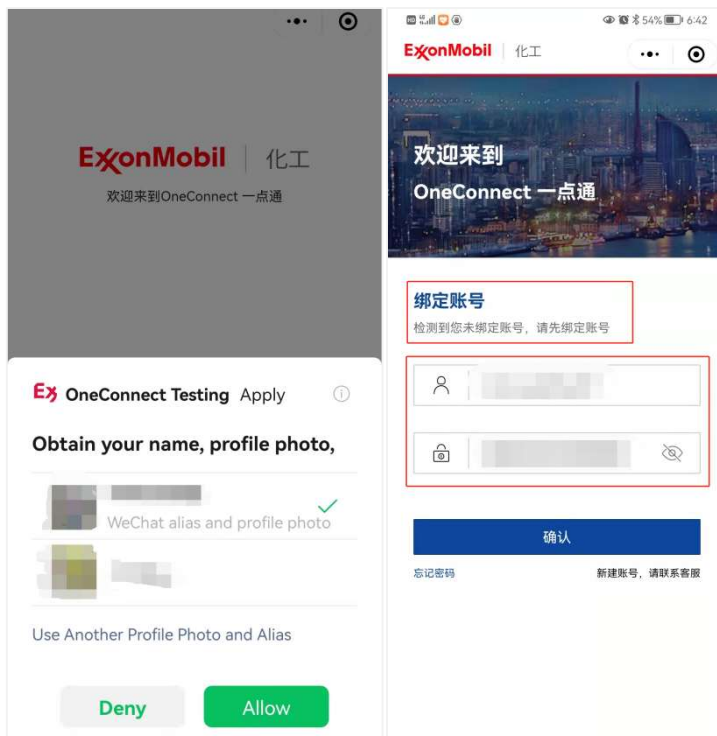 ExxonMobil | 化工
欢迎来到OneConnect 一点通
Ex OneConnect Testing Apply
Obtain your name, profile photo,
WeChat alias and profile photo
Use Another Profile Photo and Alias
Deny
Allow
54% 6:42
ExxonMobil | 化工
欢迎来到
OneConnect 一点通
绑定账号
检测到您未绑定账号，请先绑定账号
确认
忘记密码
新建账号，请联系客服